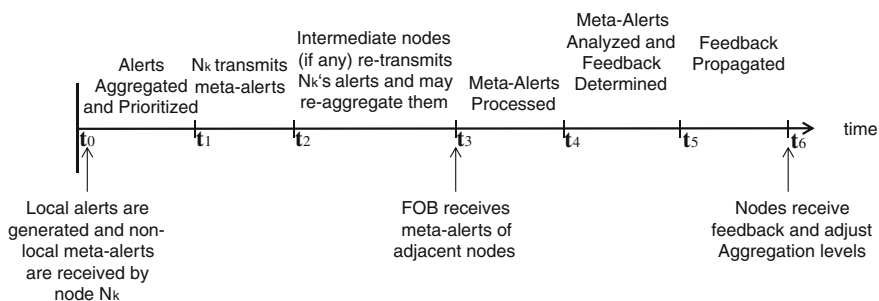 Alerts
Aggregated
and Prioritized
Nk transmits
meta-alerts
Intermediate nodes
(if any) re-transmits
Nk‘s alerts and may
re-aggregate them
Meta-Alerts
Processed
Meta-Alerts
Analyzed and
Feedback
Determined
Feedback
Propagated
t0
t1
t2
t3
t4
t5
t6
time
Local alerts are
generated and non-
local meta-alerts
are received by
node Nk
FOB receives
meta-alerts of
adjacent nodes
Nodes receive
feedback and adjust
Aggregation levels